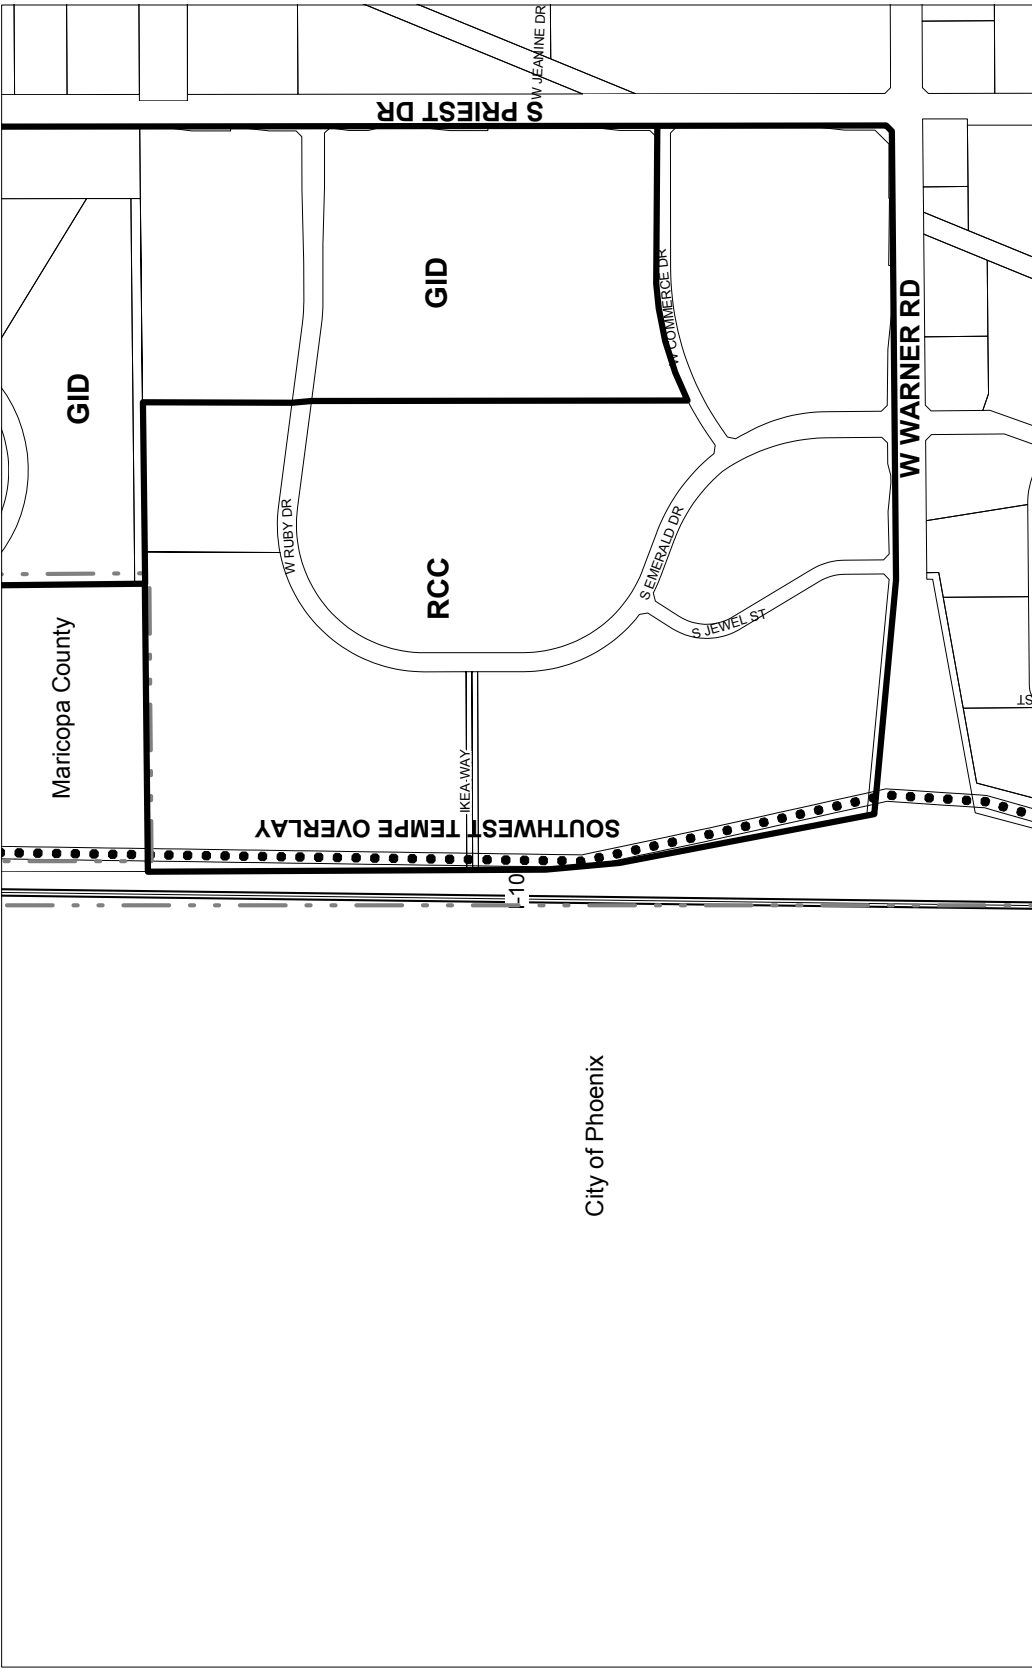 W JEANINE DR
S PRIEST DR
GID
GID
W COMMERCE DR
W WARNER RD
W RUBY DR
S EMERALD DR
RCC
S JEWEL ST
Maricopa County
ST
IKEA-WAY
SOUTHWEST TEMPE OVERLAY
I-10
City of Phoenix